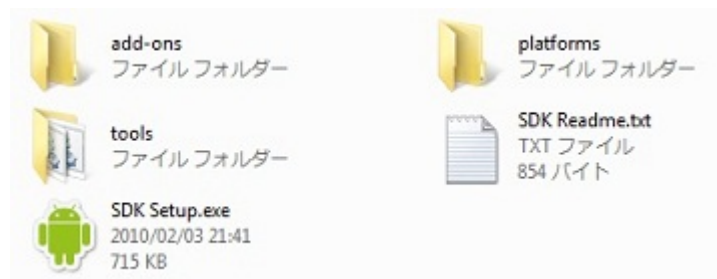 add-ons
ファイル フォルダー
platforms
ファイル フォルダー
tools
ファイル フォルダー
SDK Readme.txt
TXT ファイル
854 バイト
SDK Setup.exe
2010/02/03 21:41
715 KB